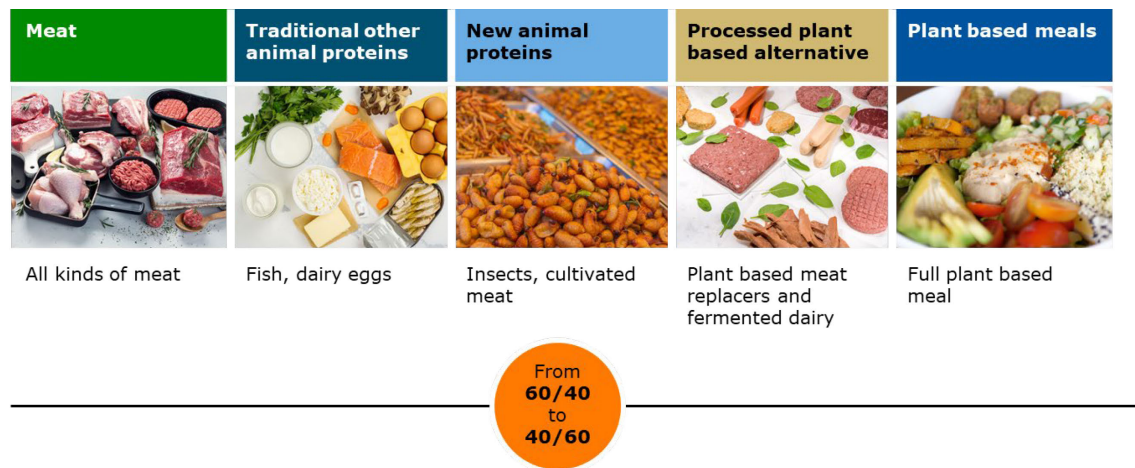 Meat
Traditional other
animal proteins
New animal
proteins
Processed plant
based alternative
Plant based meals
All kinds of meat
Fish, dairy eggs
Insects, cultivated
meat
Plant based meat
replacers and
fermented dairy
Full plant based
meal
From
60/40
to
40/60